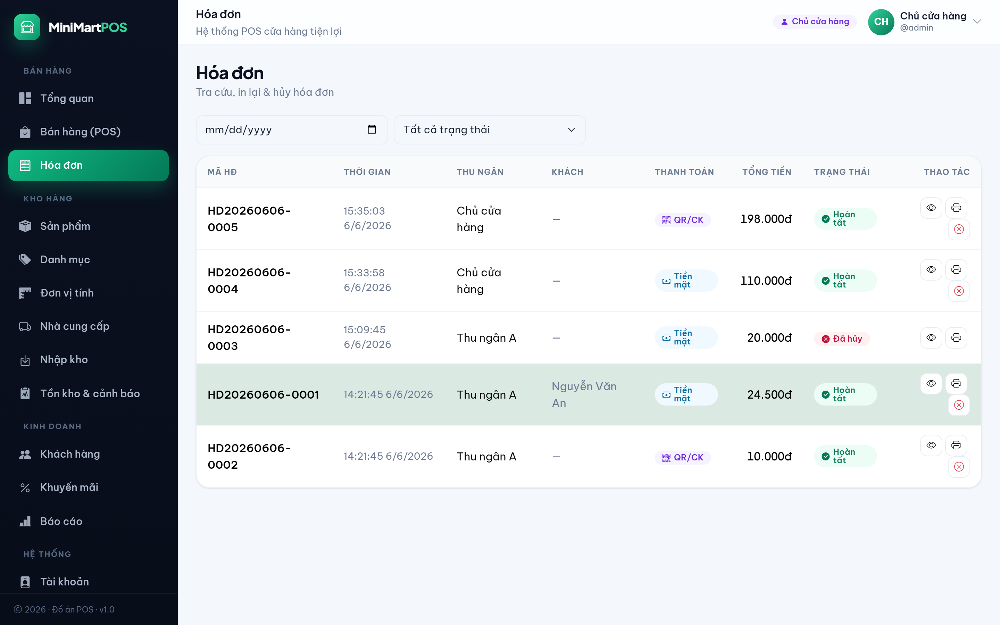 MiniMartPOS
BÁN HÀNG
Tổng quan
Bán hàng (POS)
Hóa đơn
KHO HÀNG
Sản phẩm
Danh mục
Đơn vị tính
Nhà cung cấp
Nhập kho
Tồn kho & cảnh báo
KINH DOANH
Khách hàng
Khuyến mãi
Báo cáo
HỆ THỐNG
Tài khoản
© 2026 · Đồ án POS · v1.0
Hóa đơn
Hệ thống POS cửa hàng tiện lợi
Chủ cửa hàng
CH
Chủ cửa hàng
@admin
Hóa đơn
Tra cứu, in lại & hủy hóa đơn
mm/dd/yyyy
Tất cả trạng thái
MÃ HĐ THỜI GIAN THU NGÂN KHÁCH THANH TOÁN TỔNG TIỀN TRẠNG THÁI THAO TÁC
HD20260606-
0005
15:35:03
6/6/2026
Chủ cửa
hàng
—
QR/CK
198.000đ
Hoàn
tất
HD20260606-
0004
15:33:58
6/6/2026
Chủ cửa
hàng
—
Tiền
mặt
110.000đ
Hoàn
tất
HD20260606-
0003
15:09:45
6/6/2026
Thu ngân A
—
Tiền
mặt
20.000đ
Đã hủy
HD20260606-0001
14:21:45 6/6/2026
Thu ngân A
Nguyễn Văn
An
Tiền
mặt
24.500đ
Hoàn
tất
HD20260606-
0002
14:21:45 6/6/2026
Thu ngân A
—
QR/CK
10.000đ
Hoàn
tất